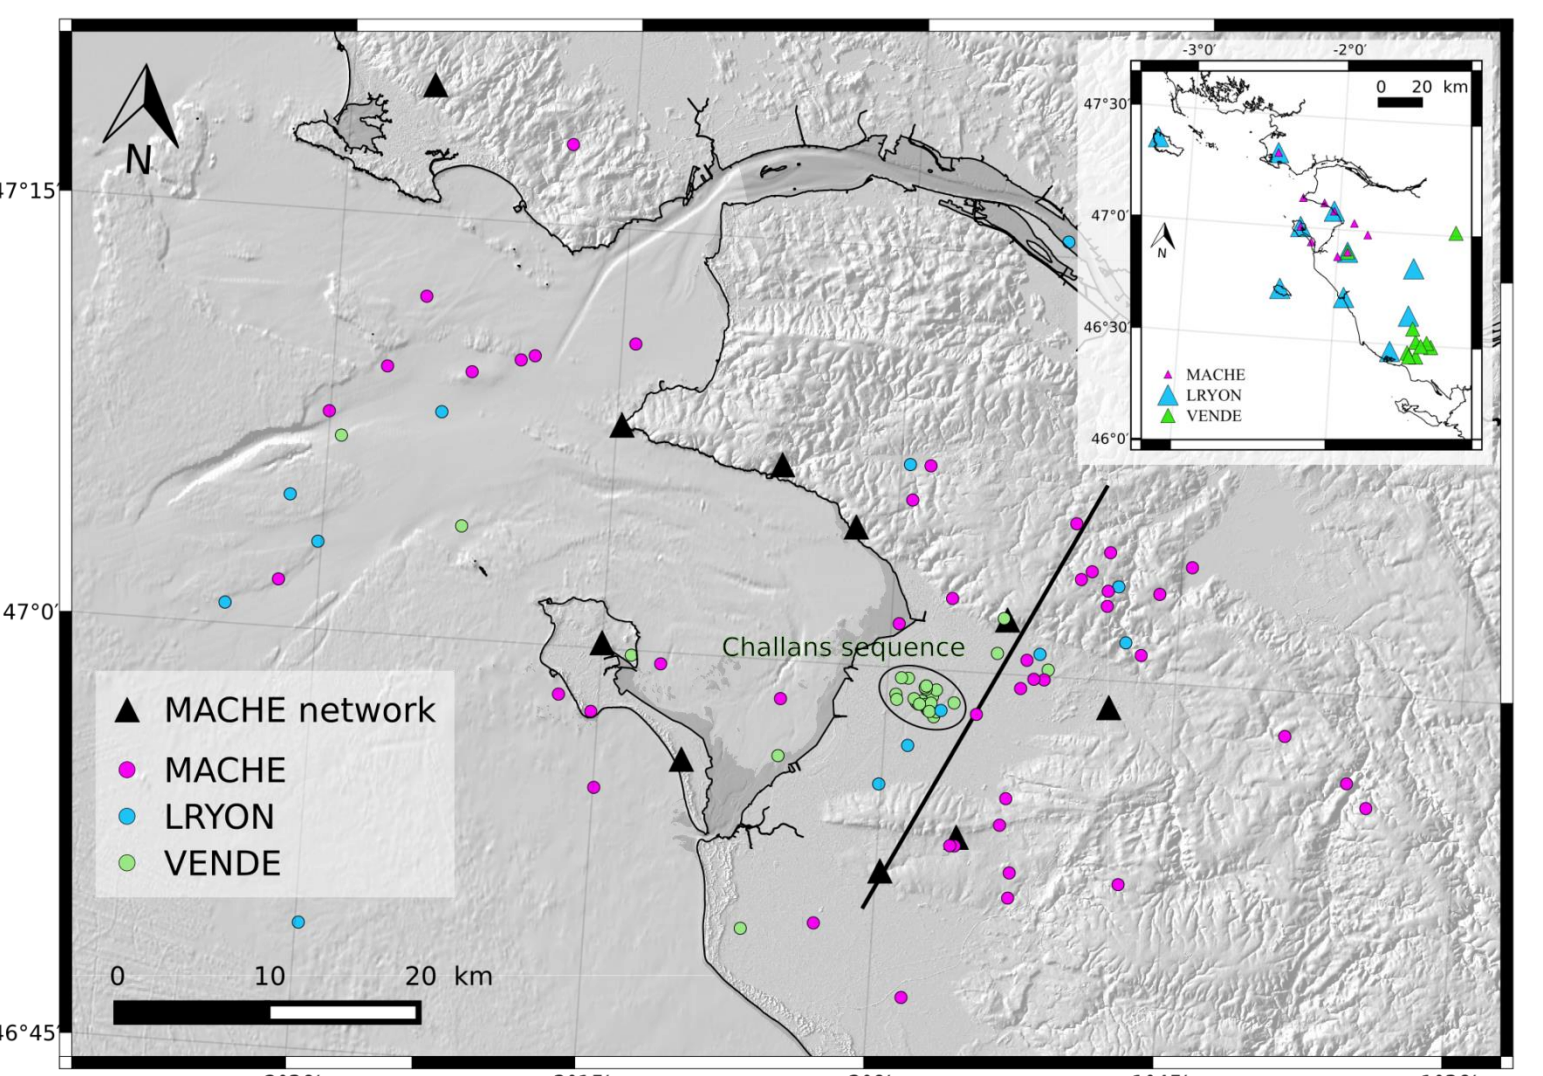 -3°0'
-2°0'
0 20 km
N
47°30'
47°15'
47°0'
N
46°30'
MACHE
LRYON
VENDE
46°0'
47°0'
Challans sequence
MACHE network
MACHE
LRYON
VENDE
0 10 20 km
46°45'